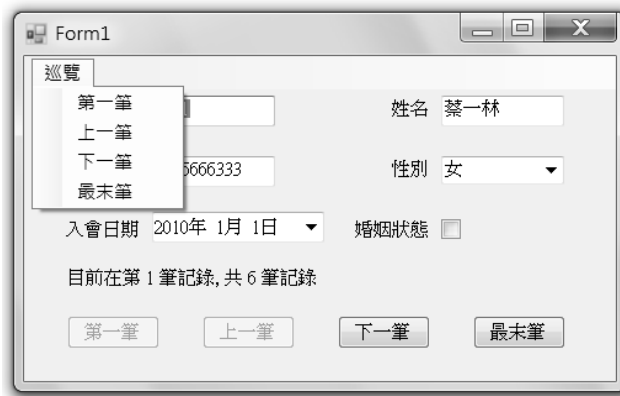 Form1
巡覽
第一筆
上一筆
下一筆
最末筆
姓名 蔡一林
5666333 性別 女
入會日期 2010年 1月 1日 婚姻狀態
目前在第 1 筆記錄, 共 6 筆記錄
第一筆 上一筆 下一筆 最末筆